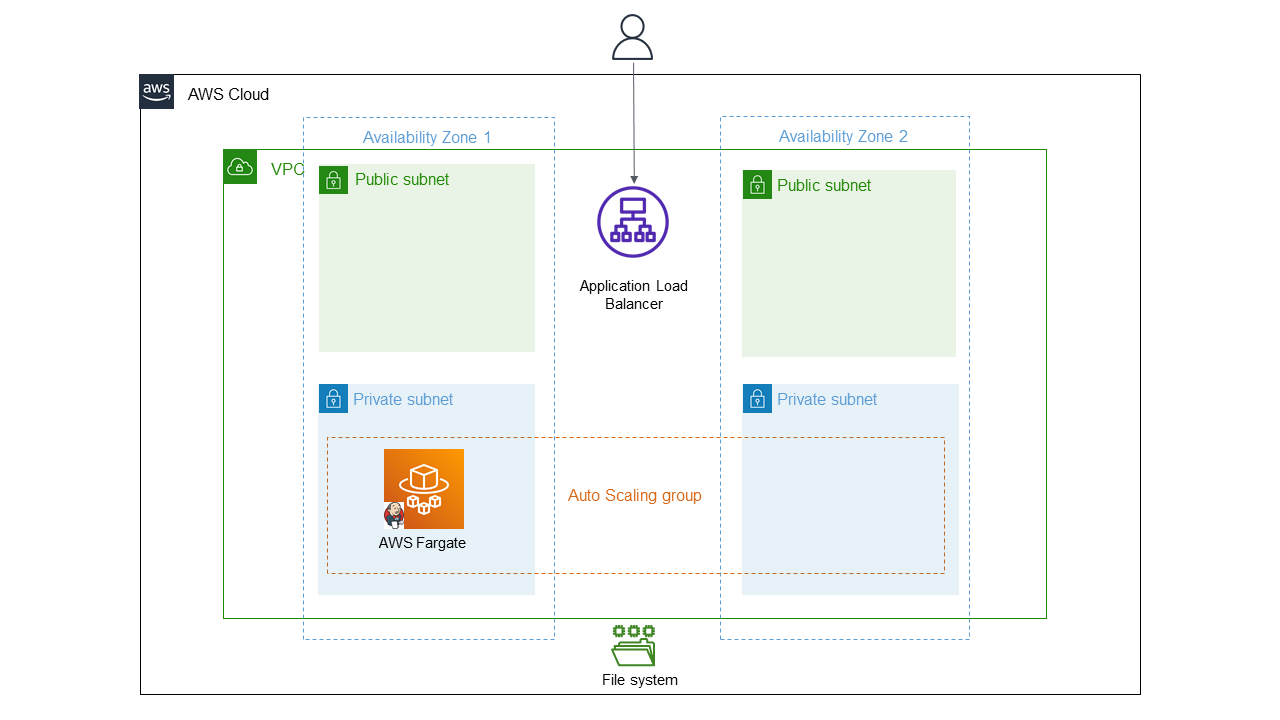 aws
AWS Cloud
Availability Zone 1
Availability Zone 2
VPC
Public subnet
Public subnet
Application Load
Balancer
Private subnet
Private subnet
Auto Scaling group
AWS Fargate
File system